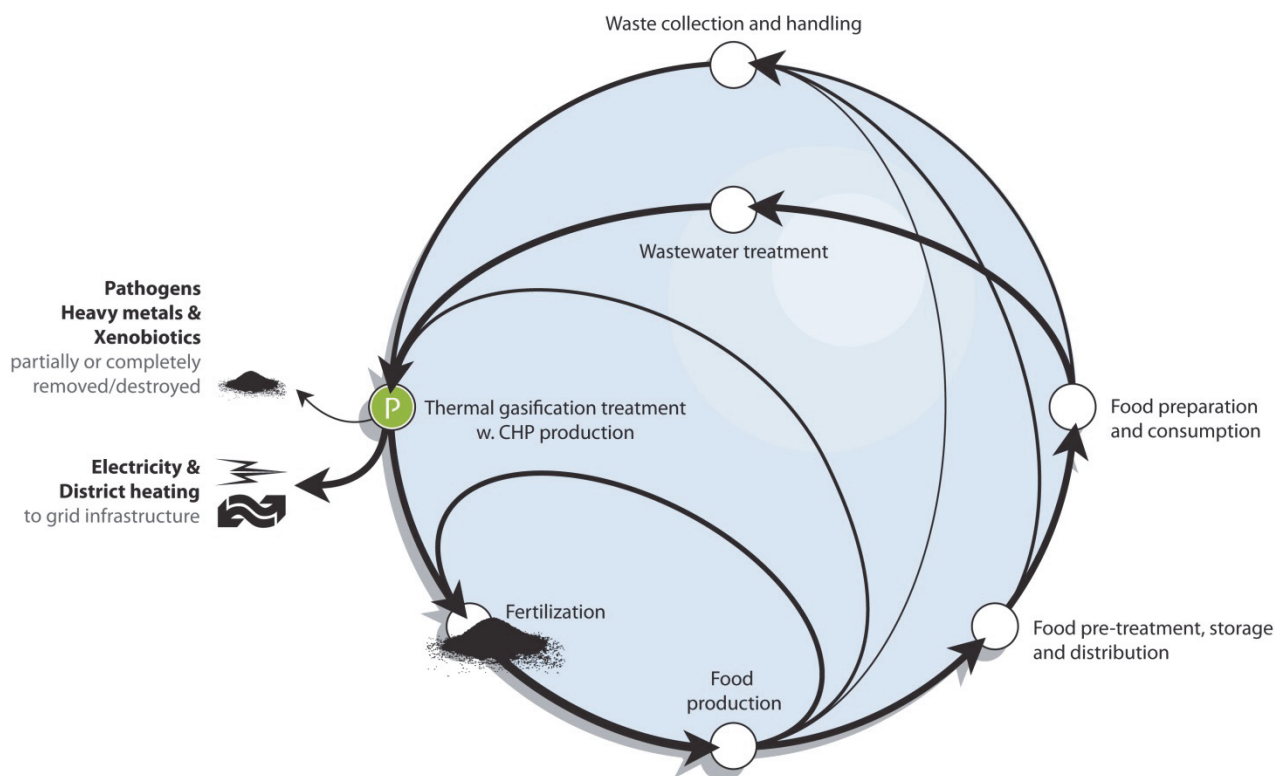 Waste collection and handling
Wastewater treatment
Pathogens
Heavy metals &
Xenobiotics
partially or completely
removed/destroyed
P
Thermal gasification treatment
w. CHP production
Food preparation
and consumption
Electricity &
District heating
to grid infrastructure
Fertilization
Food pre-treatment, storage
and distribution
Food
production